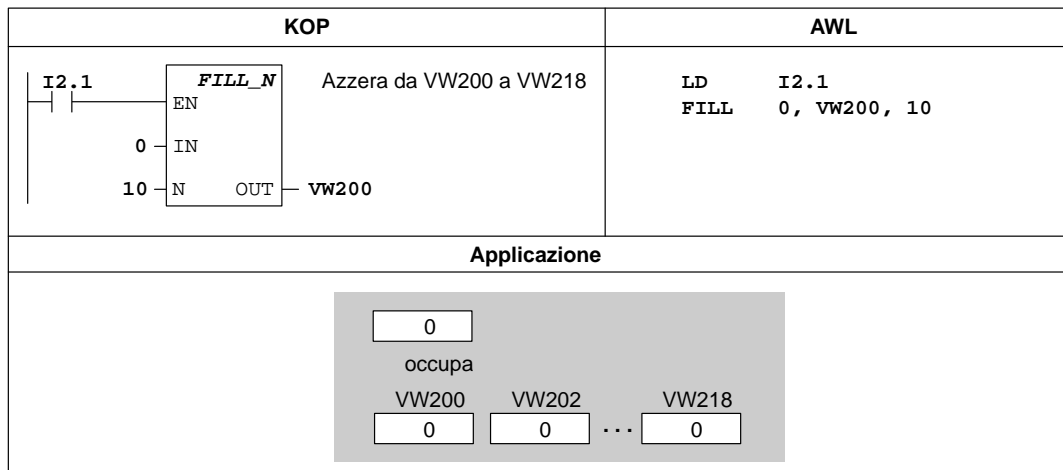 KOP
AWL
I2.1
FILL_N
Azzera da VW200 a VW218
EN
0
IN
10
N
OUT
VW200
LD I2.1
FILL 0, VW200, 10
Applicazione
0
occupa
VW200 VW202 VW218
0 0 ... 0